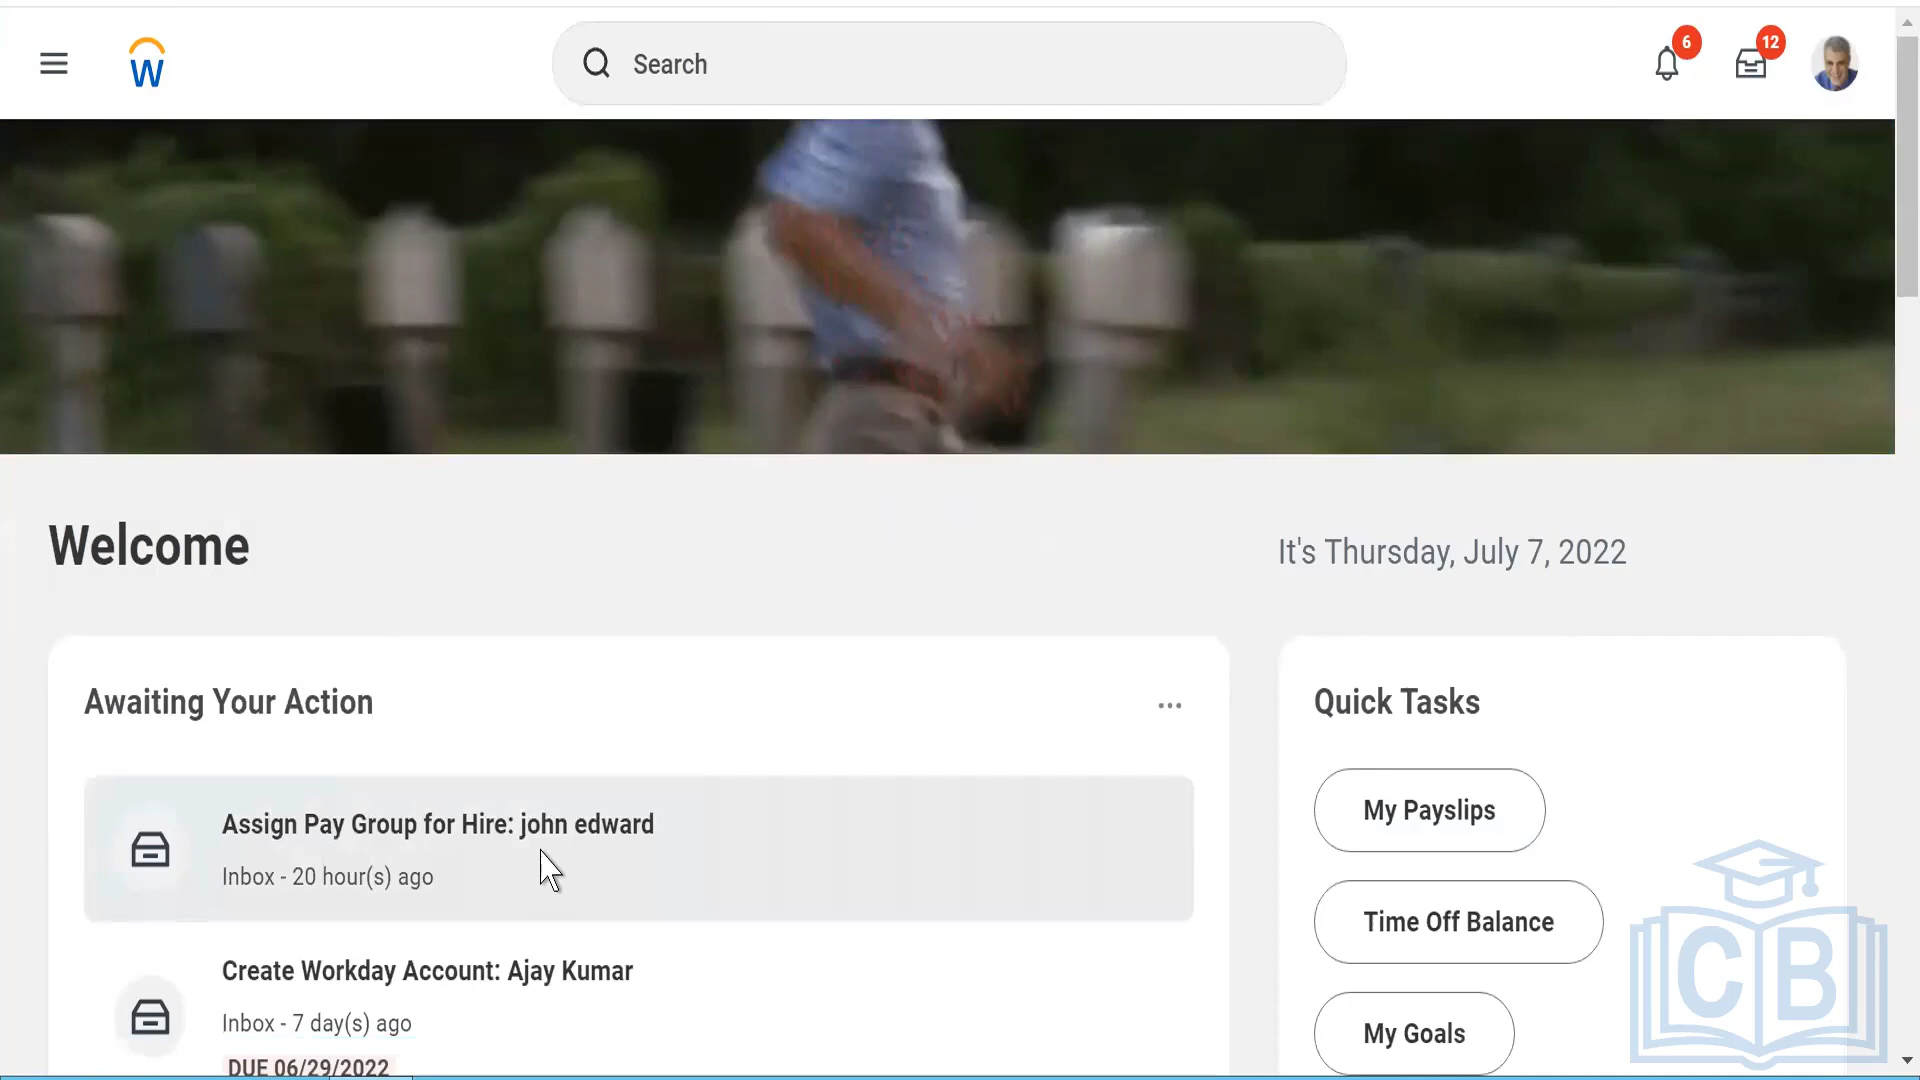 W
Search
6
12
Welcome
It's Thursday, July 7, 2022
Awaiting Your Action
Quick Tasks
Assign Pay Group for Hire: john edward
Inbox - 20 hour(s) ago
My Payslips
Time Off Balance
Create Workday Account: Ajay Kumar
Inbox - 7 day(s) ago
DUE 06/29/2022
My Goals
CB